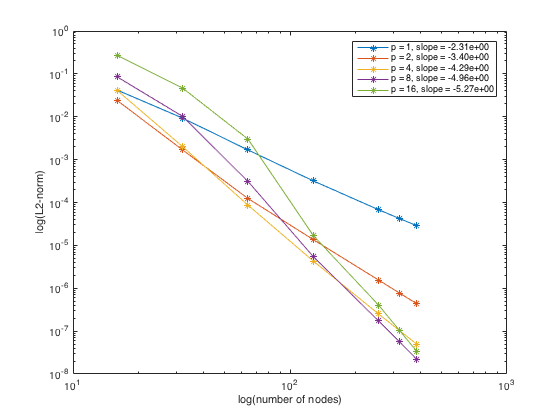 10^0
10^-1
10^-2
10^-3
10^-4
10^-5
10^-6
10^-7
10^-8
log(L2-norm)
p = 1, slope = -2.31e+00
p = 2, slope = -3.40e+00
p = 4, slope = -4.29e+00
p = 8, slope = -4.96e+00
p = 16, slope = -5.27e+00
10^1
10^2
10^3
log(number of nodes)